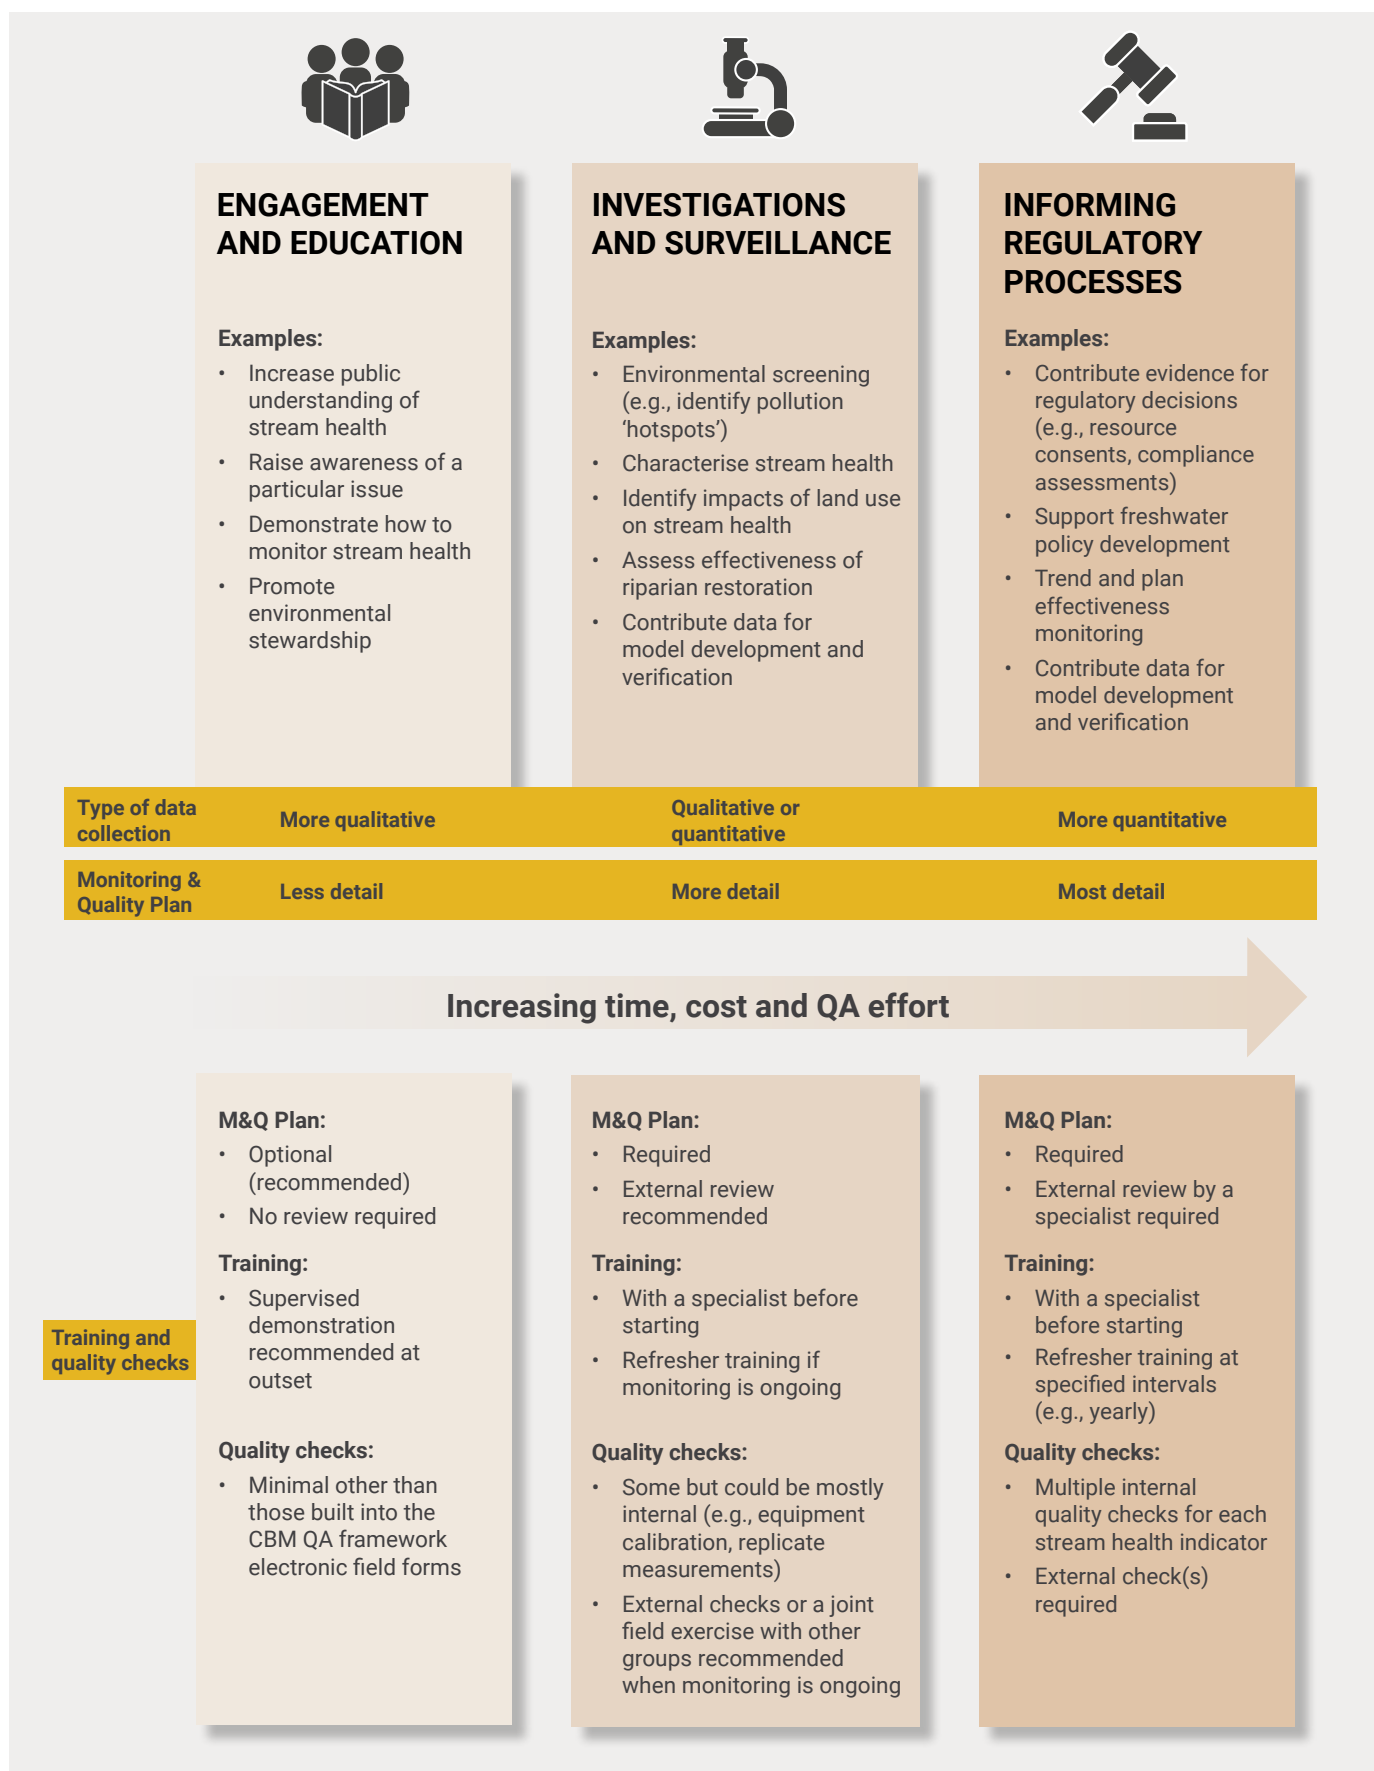 ENGAGEMENT
AND EDUCATION
Examples:
• Increase public
understanding of
stream health
• Raise awareness of a
particular issue
• Demonstrate how to
monitor stream health
• Promote
environmental
stewardship
INVESTIGATIONS
AND SURVEILLANCE
Examples:
• Environmental screening
(e.g., identify pollution
‘hotspots’)
• Characterise stream health
• Identify impacts of land use
on stream health
• Assess effectiveness of
riparian restoration
• Contribute data for
model development and
verification
INFORMING
REGULATORY
PROCESSES
Examples:
• Contribute evidence for
regulatory decisions
(e.g., resource
consents, compliance
assessments)
• Support freshwater
policy development
• Trend and plan
effectiveness
monitoring
• Contribute data for
model development
and verification
Type of data
collection
More qualitative
Qualitative or
quantitative
More quantitative
Monitoring &
Quality Plan
Less detail
More detail
Most detail
Increasing time, cost and QA effort
Training and
quality checks
M&Q Plan:
• Optional
(recommended)
• No review required
Training:
• Supervised
demonstration
recommended at
outset
Quality checks:
• Minimal other than
those built into the
CBM QA framework
electronic field forms
M&Q Plan:
• Required
• External review
recommended
Training:
• With a specialist before
starting
• Refresher training if
monitoring is ongoing
Quality checks:
• Some but could be mostly
internal (e.g., equipment
calibration, replicate
measurements)
• External checks or a joint
field exercise with other
groups recommended
when monitoring is ongoing
M&Q Plan:
• Required
• External review by a
specialist required
Training:
• With a specialist
before starting
• Refresher training at
specified intervals
(e.g., yearly)
Quality checks:
• Multiple internal
quality checks for each
stream health indicator
• External check(s)
required